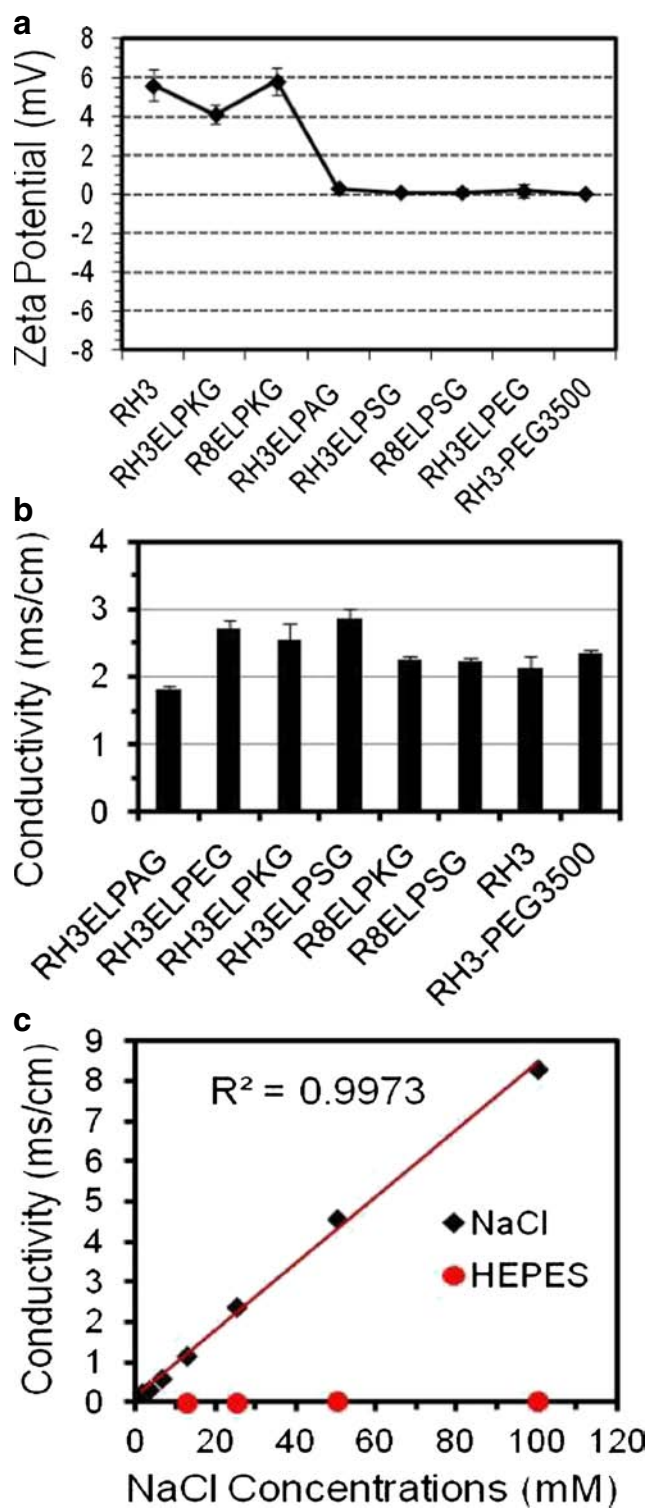 a
Zeta Potential (mV)
8
6
4
2
0
-2
-4
-6
-8
RH3
RH3ELPKG
R8ELPKG
RH3ELPAG
RH3ELPSG
R8ELPSG
RH3ELPEG
RH3-PEG3500
b
Conductivity (ms/cm)
4
3
2
1
0
RH3ELPAG
RH3ELPEG
RH3ELPKG
RH3ELPSG
R8ELPKG
R8ELPSG
RH3
RH3-PEG3500
c
Conductivity (ms/cm)
9
8
7
6
5
4
3
2
1
0
R² = 0.9973
NaCl
HEPES
0 20 40 60 80 100 120
NaCl Concentrations (mM)